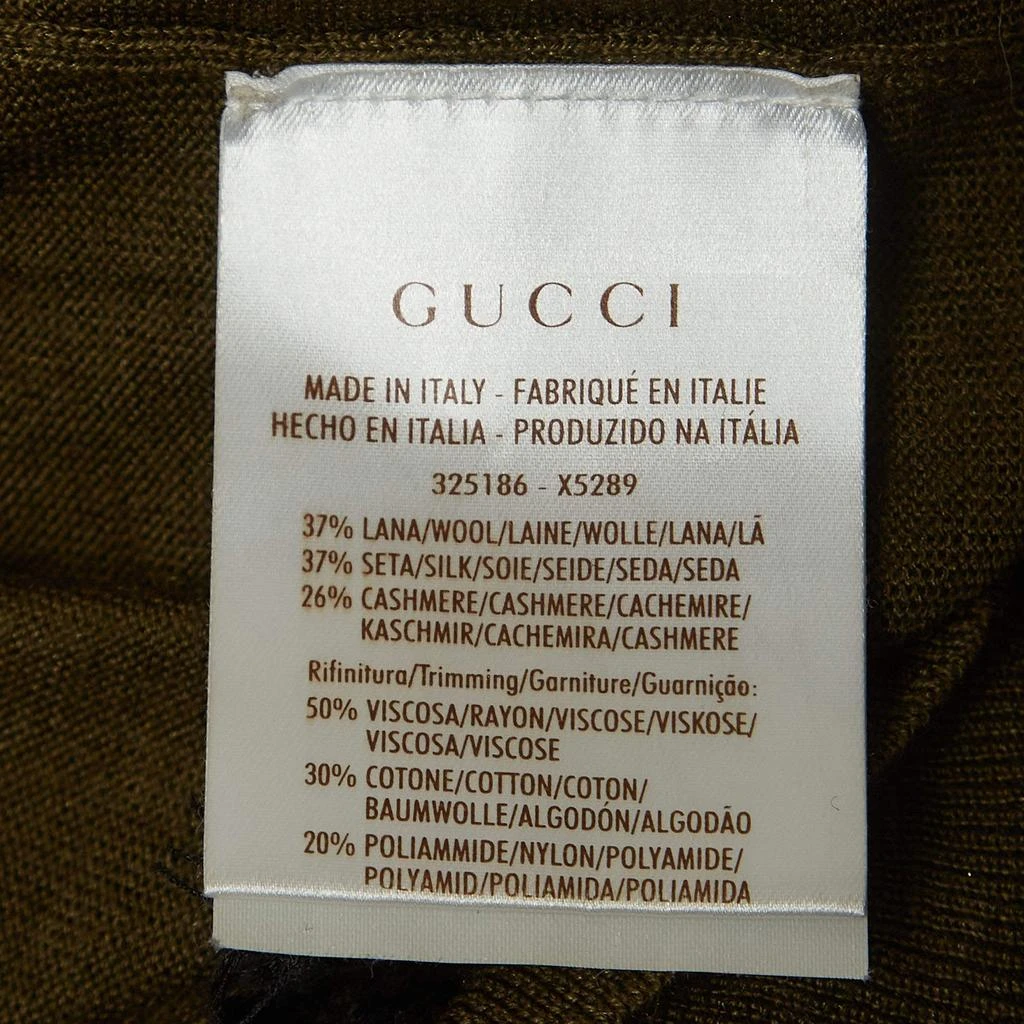 GUCCI
MADE IN ITALY - FABRIQUÉ EN ITALIE
HECHO EN ITALIA - PRODUZIDO NA ITÁLIA
325186 - X5289
37% LANA/WOOL/LAINE/WOLLE/LANA/LÃ
37% SETA/SILK/SOIE/SEIDE/SEDA/SEDA
26% CASHMERE/CASHMERE/CACHEMIRE/
KASCHMIR/CACHEMIRA/CASHMERE
Rifinitura/Trimming/Garniture/Guarnição:
50% VISCOSA/RAYON/VISCOSE/VISKOSE/
VISCOSA/VISCOSE
30% COTONE/COTTON/COTON/
BAUMWOLLE/ALGODÓN/ALGODÃO
20% POLIAMMIDE/NYLON/POLYAMIDE/
POLYAMID/POLIAMIDA/POLIAMIDA